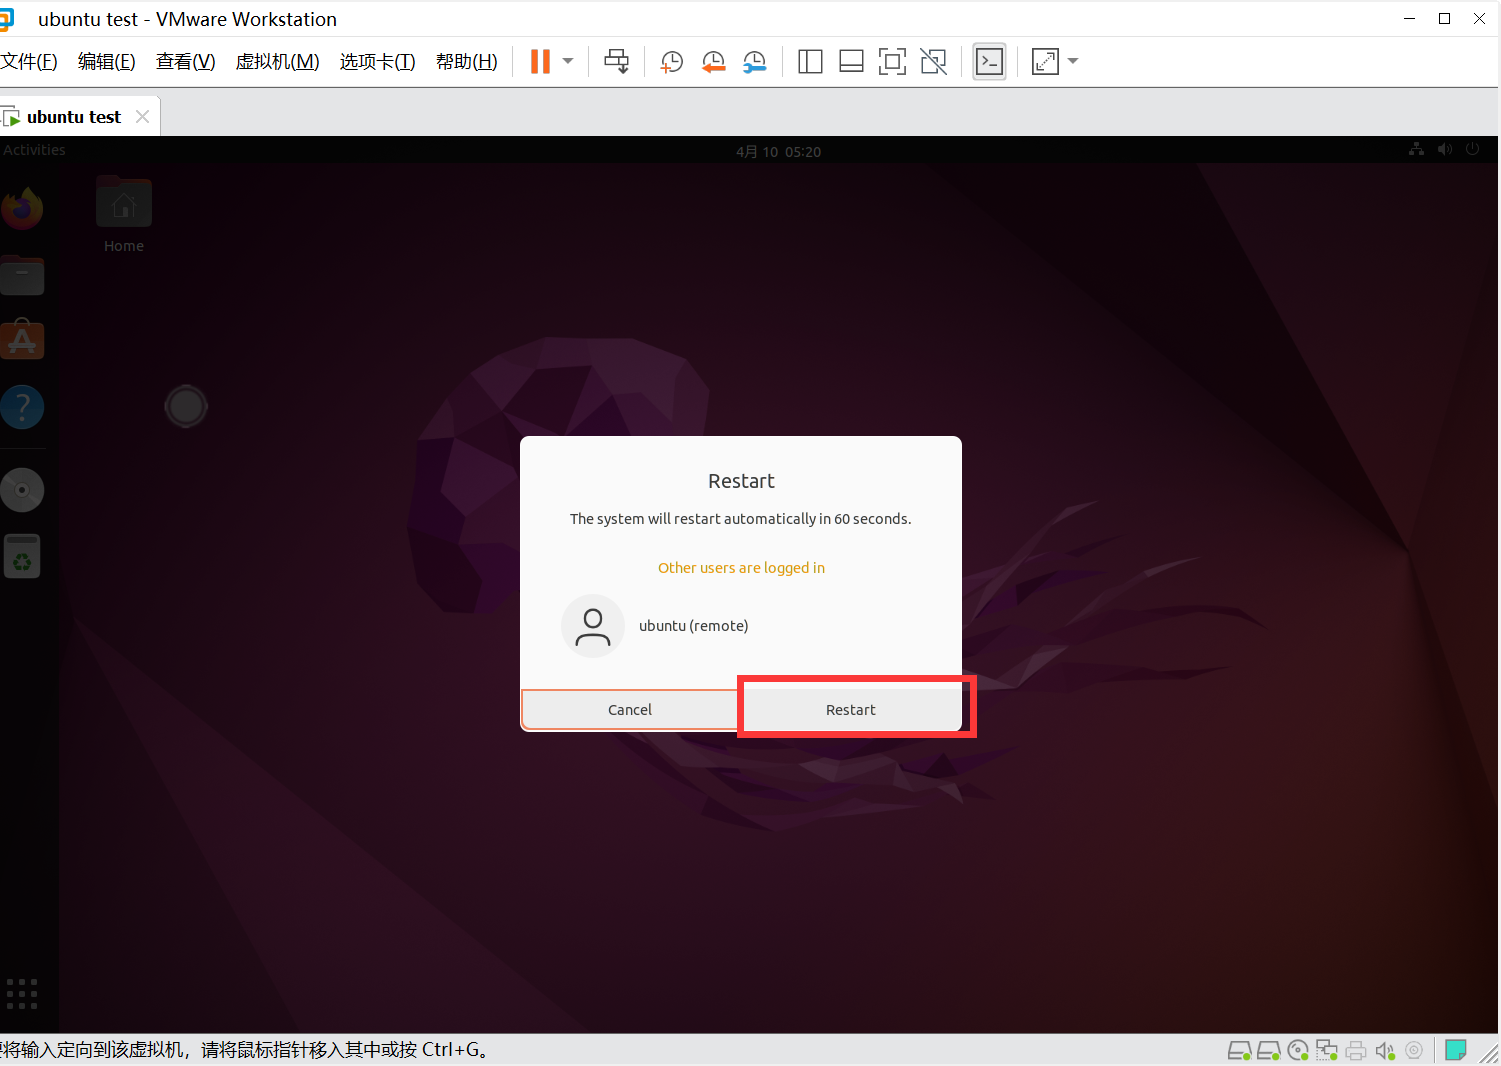 ubuntu test - VMware Workstation
文件(F) 编辑(E) 查看(V) 虚拟机(M) 选项卡(T) 帮助(H)
ubuntu test
Activities
4月 10 05:20
Home
Restart
The system will restart automatically in 60 seconds.
Other users are logged in
ubuntu (remote)
Cancel
Restart
将输入定向到该虚拟机，请将鼠标指针移入其中或按 Ctrl+G。